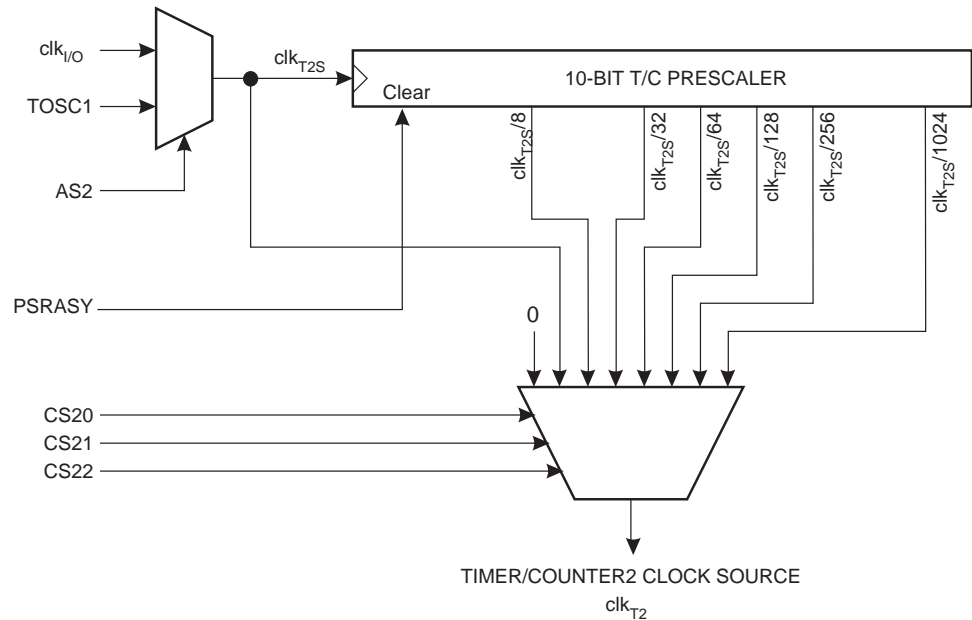 clkI/O
clkT2S
10-BIT T/C PRESCALER
TOSC1
Clear
clkT2S/8
clkT2S/32
clkT2S/64
clkT2S/128
clkT2S/256
clkT2S/1024
AS2
PSRASY
0
CS20
CS21
CS22
TIMER/COUNTER2 CLOCK SOURCE
clkT2